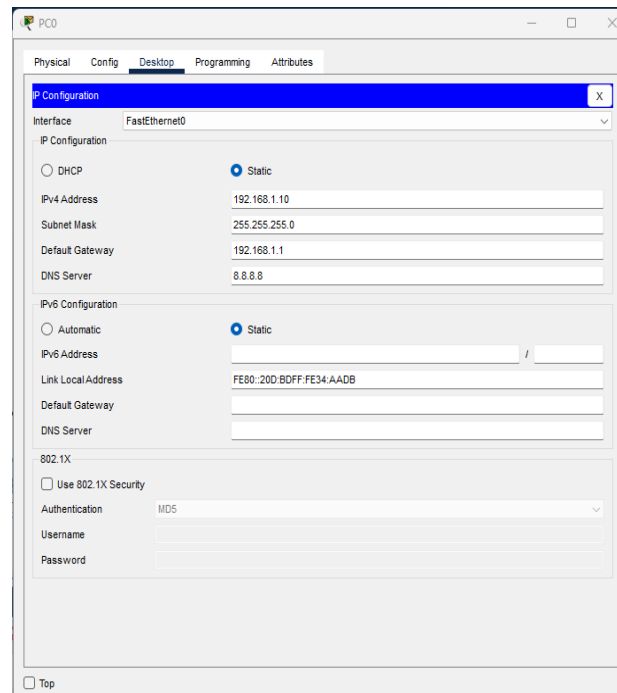 PC0
Physical Config Desktop Programming Attributes
IP Configuration X
Interface FastEthernet0
IP Configuration
DHCP Static
IPv4 Address 192.168.1.10
Subnet Mask 255.255.255.0
Default Gateway 192.168.1.1
DNS Server 8.8.8.8
IPv6 Configuration
Automatic Static
IPv6 Address /
Link Local Address FE80::20D:BDFF:FE34:AADB
Default Gateway
DNS Server
802.1X
Use 802.1X Security
Authentication MD5
Username
Password
Top